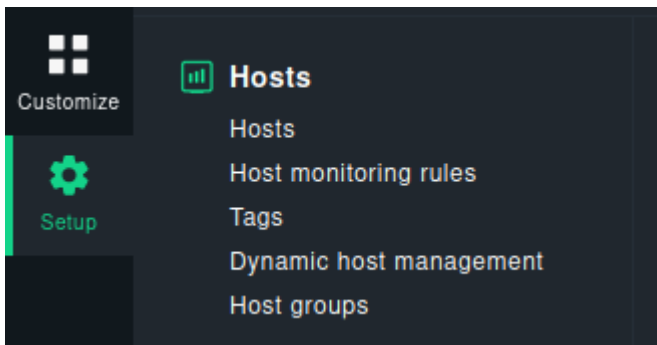 Customize
Setup
Hosts
Hosts
Host monitoring rules
Tags
Dynamic host management
Host groups